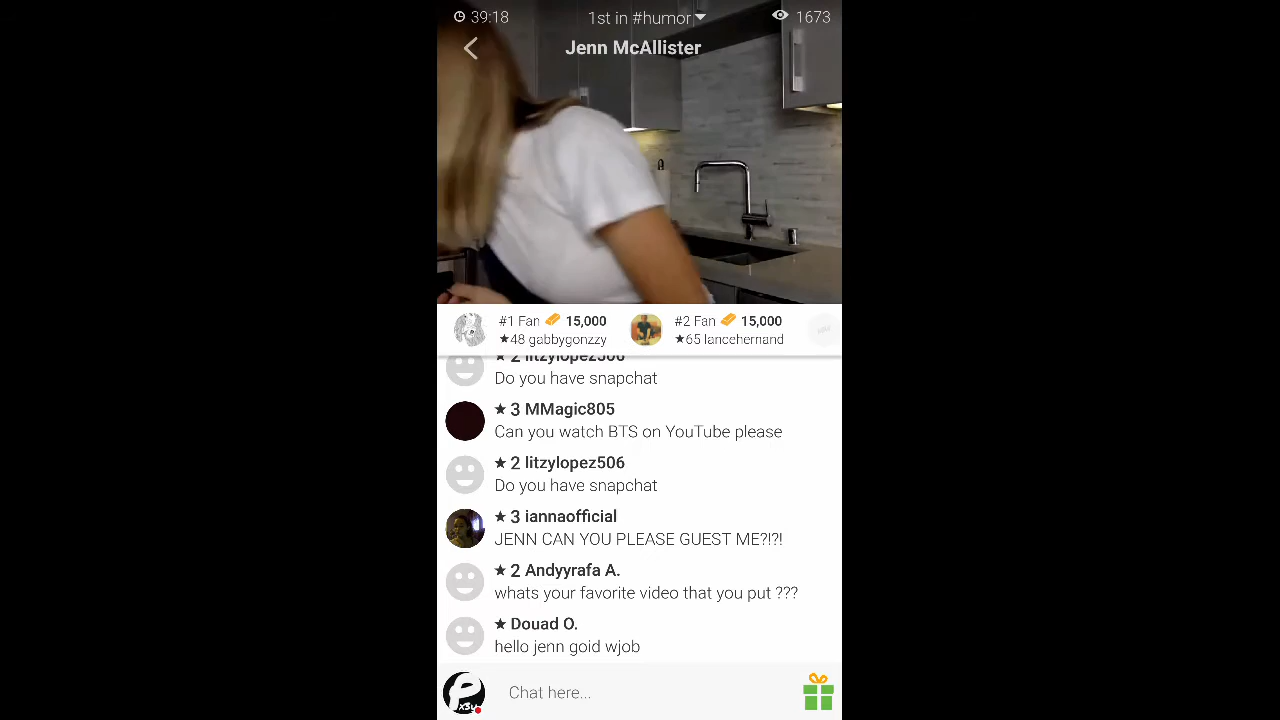 39:18 1st in #humor 1673
Jenn McAllister
#1 Fan 15,000 #2 Fan 15,000
★48 gabbygonzzy ★65 lancehernand
★ 2 litzylopez506
Do you have snapchat
★ 3 MMagic805
Can you watch BTS on YouTube please
★ 2 litzylopez506
Do you have snapchat
★ 3 iannaofficial
JENN CAN YOU PLEASE GUEST ME?!?!
★ 2 Andyyrafa A.
whats your favorite video that you put ???
★ Douad O.
hello jenn goid wjob
Chat here...